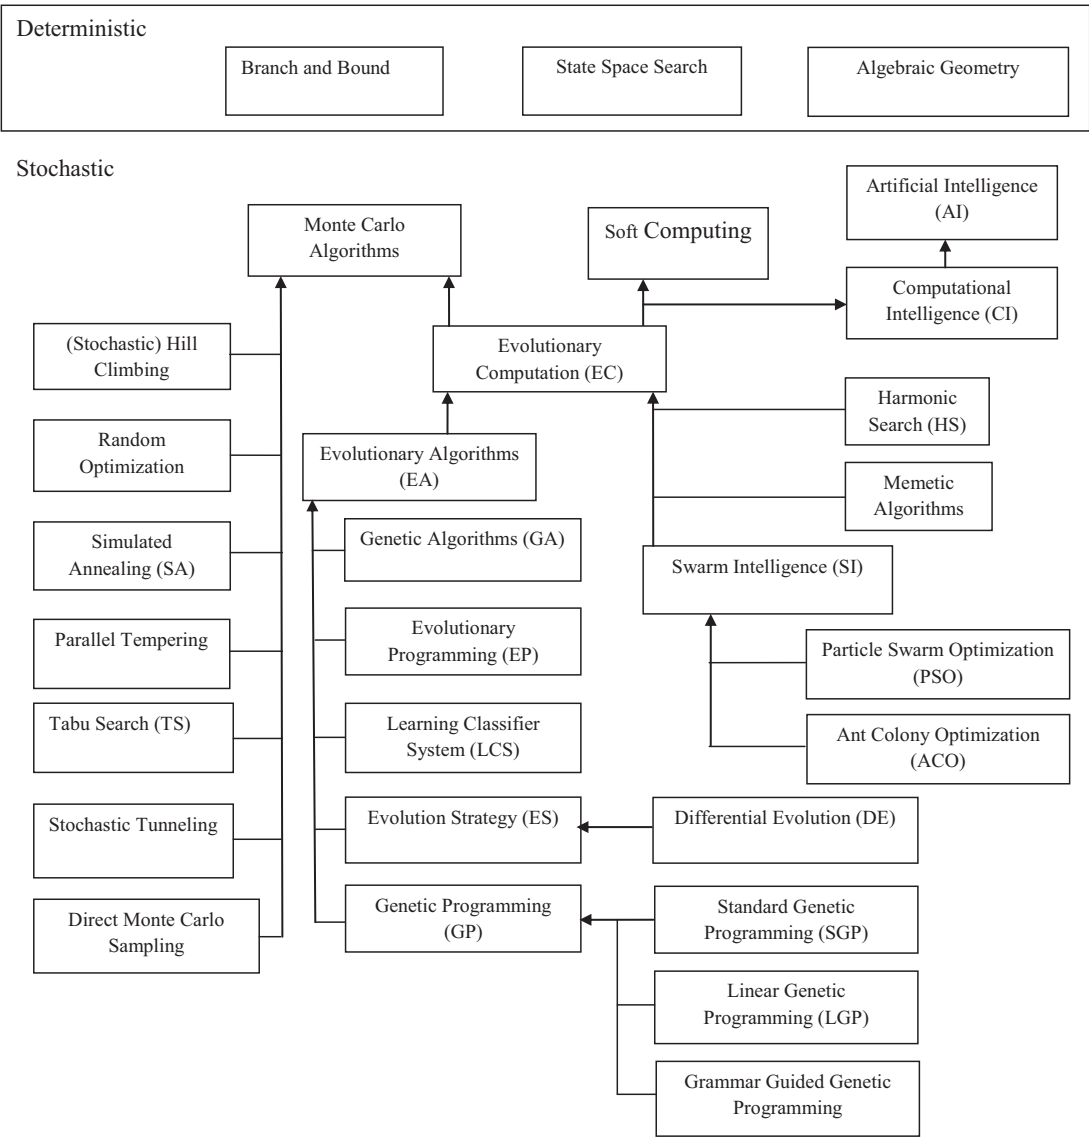 Deterministic
Branch and Bound
State Space Search
Algebraic Geometry
Stochastic
Monte Carlo
Algorithms
Soft Computing
Artificial Intelligence
(AI)
Computational
Intelligence (CI)
(Stochastic) Hill
Climbing
Random
Optimization
Simulated
Annealing (SA)
Parallel Tempering
Tabu Search (TS)
Stochastic Tunneling
Direct Monte Carlo
Sampling
Evolutionary
Computation (EC)
Evolutionary Algorithms
(EA)
Genetic Algorithms (GA)
Evolutionary
Programming (EP)
Learning Classifier
System (LCS)
Evolution Strategy (ES)
Genetic Programming
(GP)
Harmonic
Search (HS)
Memetic
Algorithms
Swarm Intelligence (SI)
Particle Swarm Optimization
(PSO)
Ant Colony Optimization
(ACO)
Differential Evolution (DE)
Standard Genetic
Programming (SGP)
Linear Genetic
Programming (LGP)
Grammar Guided Genetic
Programming